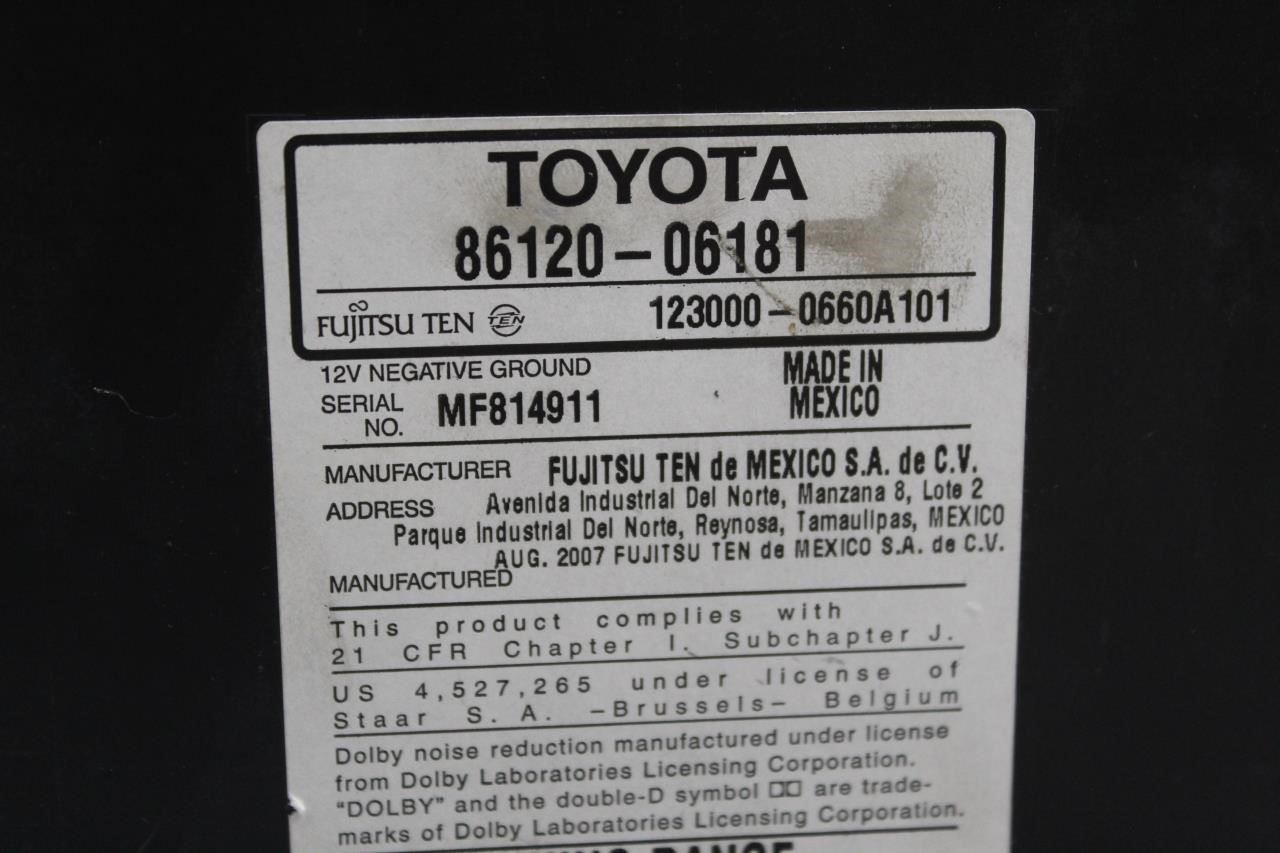 TOYOTA
86120-06181
FUJITSU TEN TEN 123000-0660A101
12V NEGATIVE GROUND
MADE IN
MEXICO
SERIAL
NO. MF814911
MANUFACTURER FUJITSU TEN de MEXICO S.A. de C.V.
ADDRESS Avenida Industrial Del Norte, Manzana 8, Lote 2
Parque Industrial Del Norte, Reynosa, Tamaulipas, MEXICO
AUG. 2007 FUJITSU TEN de MEXICO S.A. de C.V.
MANUFACTURED
This product complies with
21 CFR Chapter I. Subchapter J.
US 4,527,265 under license of
Staar S. A. -Brussels- Belgium
Dolby noise reduction manufactured under license
from Dolby Laboratories Licensing Corporation.
"DOLBY" and the double-D symbol are trade-
marks of Dolby Laboratories Licensing Corporation.